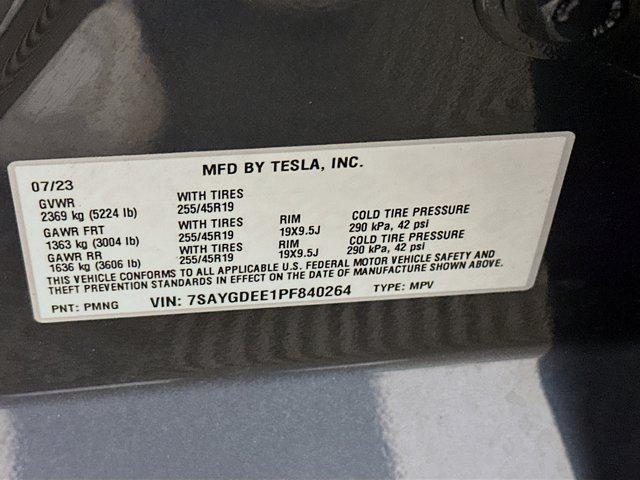 MFD BY TESLA, INC.
07/23
GVWR WITH TIRES
2369 kg (5224 lb) 255/45R19
GAWR FRT WITH TIRES RIM COLD TIRE PRESSURE
1363 kg (3004 lb) 255/45R19 19X9.5J 290 kPa, 42 psi
GAWR RR WITH TIRES RIM COLD TIRE PRESSURE
1636 kg (3606 lb) 255/45R19 19X9.5J 290 kPa, 42 psi
THIS VEHICLE CONFORMS TO ALL APPLICABLE U.S. FEDERAL MOTOR VEHICLE SAFETY AND
THEFT PREVENTION STANDARDS IN EFFECT ON THE DATE OF MANUFACTURE SHOWN ABOVE.
PNT: PMNG VIN: 7SAYGDEE1PF840264 TYPE: MPV